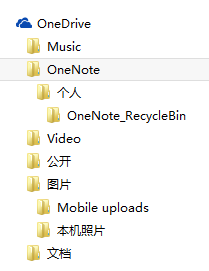 OneDrive
Music
OneNote
个人
OneNote_RecycleBin
Video
公开
图片
Mobile uploads
本机照片
文档